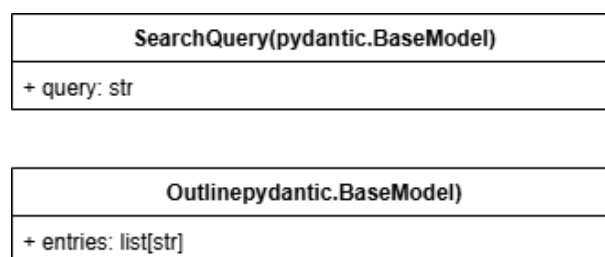 SearchQuery(pydantic.BaseModel)
+ query: str
Outlinepydantic.BaseModel)
+ entries: list[str]